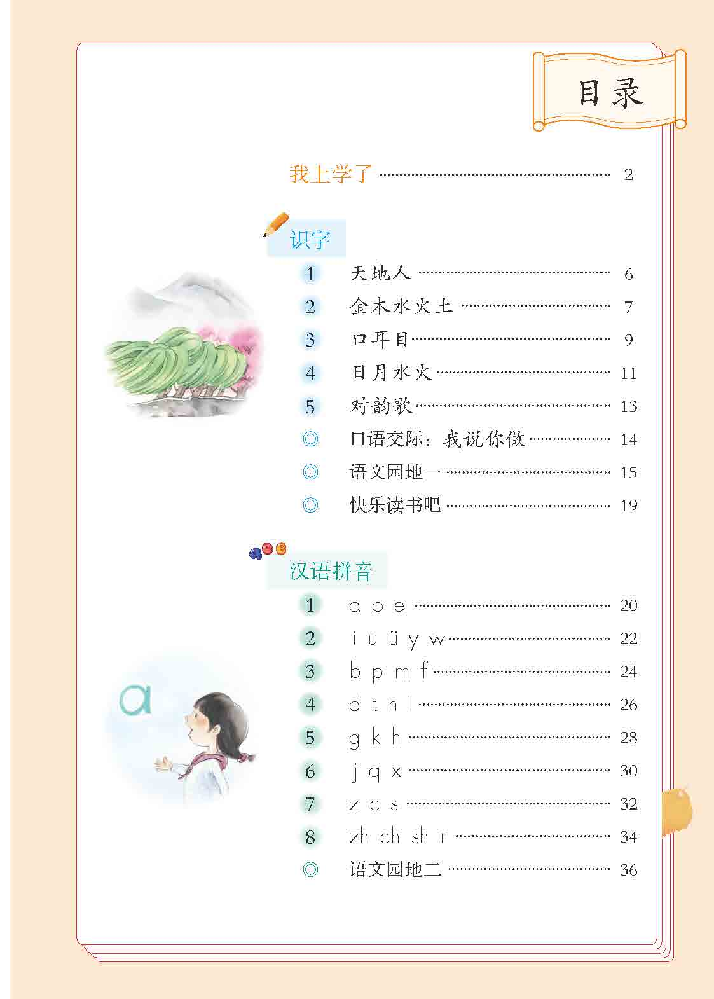 目录
我上学了 2
识字
1 天地人 6
2 金木水火土 7
3 口耳目 9
4 日月水火 11
5 对韵歌 13
◎ 口语交际：我说你做 14
◎ 语文园地一 15
◎ 快乐读书吧 19
a o e
汉语拼音
1 a o e 20
2 i u ü y w 22
3 b p m f 24
4 d t n l 26
5 g k h 28
6 j q x 30
7 z c s 32
8 zh ch sh r 34
◎ 语文园地二 36
a